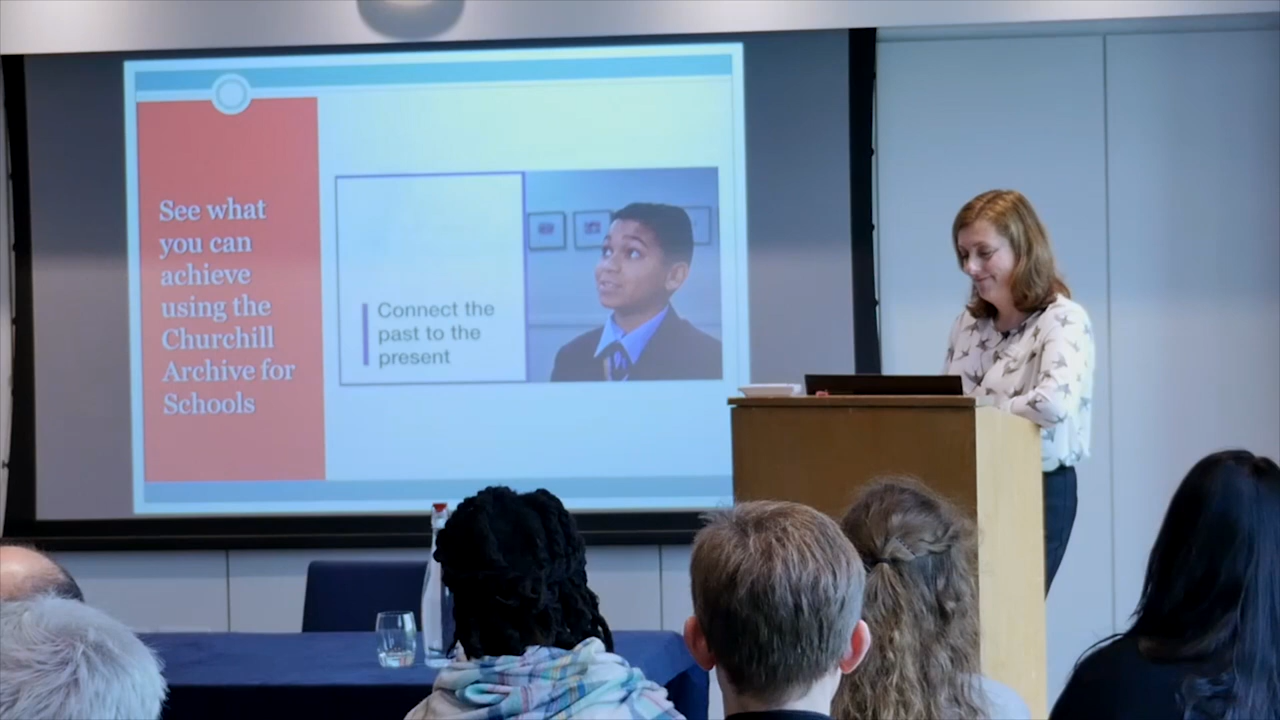 See what
you can
achieve
using the
Churchill
Archive for
Schools
Connect the
past to the
present